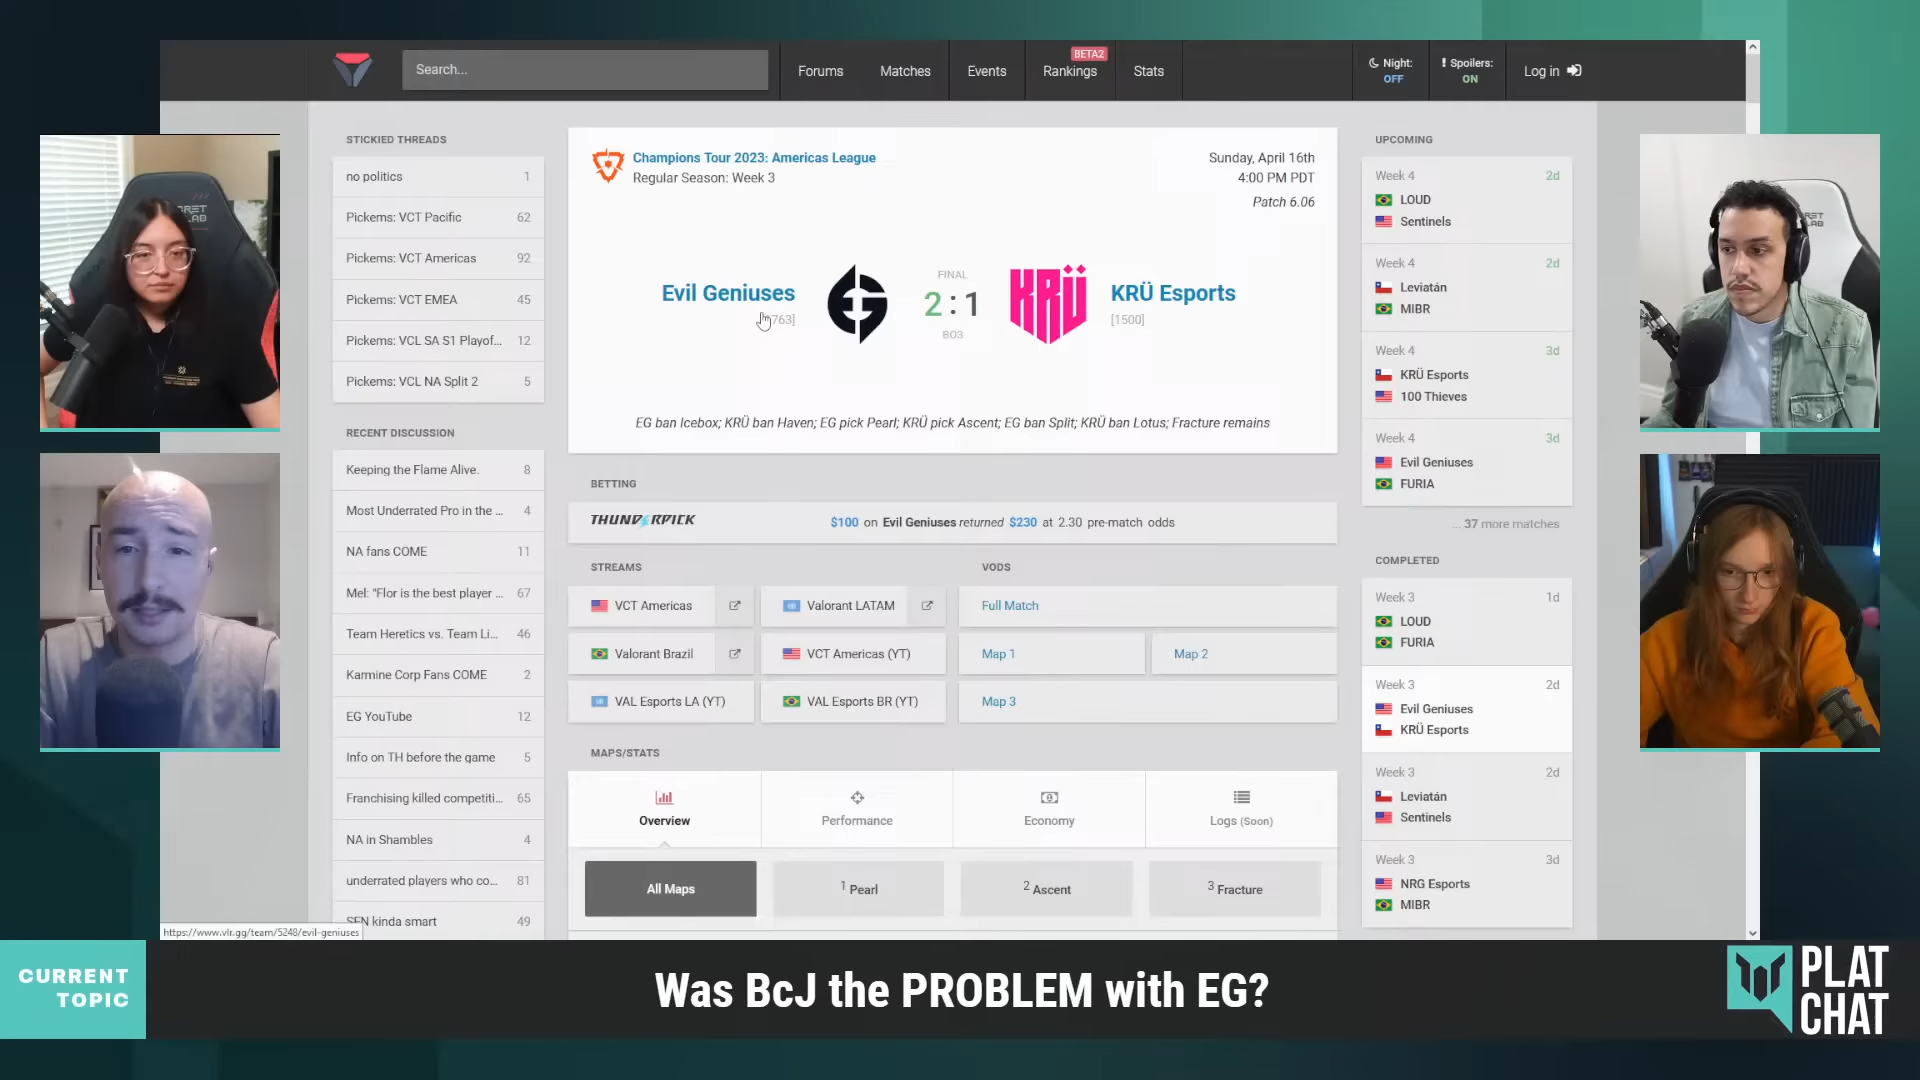 Search...
Forums
Matches
Events
BETA2
Rankings
Stats
Night:
OFF
Spoilers:
ON
Log in
STICKIED THREADS
no politics 1
Pickems: VCT Pacific 62
Pickems: VCT Americas 92
Pickems: VCT EMEA 45
Pickems: VCL SA S1 Playof... 12
Pickems: VCL NA Split 2 5
RECENT DISCUSSION
Keeping the Flame Alive. 8
Most Underrated Pro in the ... 4
NA fans COME 11
Mel: "Flor is the best player ... 67
Team Heretics vs. Team Li... 46
Karmine Corp Fans COME 2
EG YouTube 12
Info on TH before the game 5
Franchising killed competiti... 65
NA in Shambles 4
underrated players who co... 81
SEN kinda smart 49
https://www.vlr.gg/team/5248/evil-geniuses
Champions Tour 2023: Americas League
Regular Season: Week 3
Sunday, April 16th
4:00 PM PDT
Patch 6.06
Evil Geniuses
763]
FINAL
2 : 1
BO3
KRÜ
KRÜ Esports
[1500]
EG ban Icebox; KRÜ ban Haven; EG pick Pearl; KRÜ pick Ascent; EG ban Split; KRÜ ban Lotus; Fracture remains
BETTING
THUNDERPICK
$100 on Evil Geniuses returned $230 at 2.30 pre-match odds
STREAMS
VCT Americas
Valorant LATAM
Valorant Brazil
VCT Americas (YT)
VAL Esports LA (YT)
VAL Esports BR (YT)
VODS
Full Match
Map 1
Map 2
Map 3
MAPS/STATS
Overview
Performance
Economy
Logs (Soon)
All Maps
1 Pearl
2 Ascent
3 Fracture
UPCOMING
Week 4 2d
LOUD
Sentinels
Week 4 2d
Leviatán
MIBR
Week 4 3d
KRÜ Esports
100 Thieves
Week 4 3d
Evil Geniuses
FURIA
... 37 more matches
COMPLETED
Week 3 1d
LOUD
FURIA
Week 3 2d
Evil Geniuses
KRÜ Esports
Week 3 2d
Leviatán
Sentinels
Week 3 3d
NRG Esports
MIBR
CURRENT
TOPIC
Was BcJ the PROBLEM with EG?
PLAT
CHAT